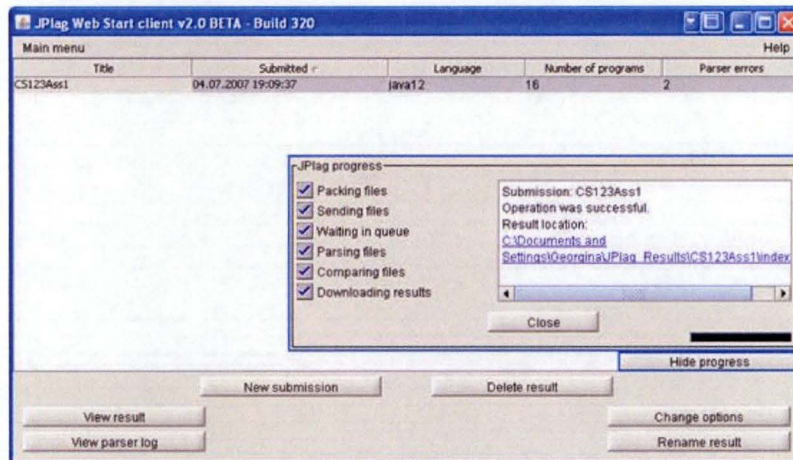 JPlag Web Start client v2.0 BETA - Build 320
Main menu Help
Title Submitted Language Number of programs Parser errors
CS123Ass1 04.07.2007 19:09:37 java12 16 2
JPlag progress
Packing files
Sending files
Waiting in queue
Parsing files
Comparing files
Downloading results
Submission: CS123Ass1
Operation was successful.
Result location:
C:\Documents and
Settings\Georgina\JPlag_Results\CS123Ass1\index
Close
Hide progress
New submission Delete result
View result Change options
View parser log Rename result